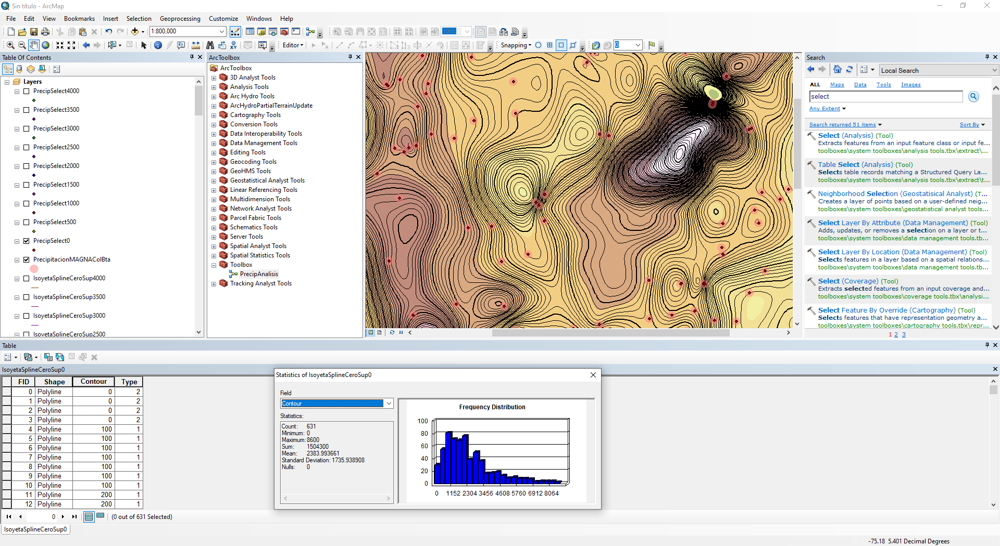 Sin título - ArcMap
File Edit View Bookmarks Insert Selection Geoprocessing Customize Windows Help
1:800,000
100%
Editor
Snapping
0
Table Of Contents
Layers
PrecipSelect4000
PrecipSelect3500
PrecipSelect3000
PrecipSelect2500
PrecipSelect2000
PrecipSelect1500
PrecipSelect1000
PrecipSelect500
PrecipSelect0
PrecipitacionMAGNAColBta
IsoyetaSplineCeroSup4000
IsoyetaSplineCeroSup3500
IsoyetaSplineCeroSup3000
IsoyetaSplineCeroSup2500
ArcToolbox
ArcToolbox
3D Analyst Tools
Analysis Tools
Arc Hydro Tools
ArcHydroPartialTerrainUpdate
Cartography Tools
Conversion Tools
Data Interoperability Tools
Data Management Tools
Editing Tools
Geocoding Tools
GeoHMS Tools
Geostatistical Analyst Tools
Linear Referencing Tools
Multidimension Tools
Network Analyst Tools
Parcel Fabric Tools
Schematics Tools
Server Tools
Spatial Analyst Tools
Spatial Statistics Tools
Toolbox
PrecipAnalisis
Tracking Analyst Tools
Search
Local Search
ALL Maps Data Tools Images
select
Any Extent
Search returned 51 items Sort By
Select (Analysis) (Tool)
Extracts features from an input feature class or input fe...
toolboxes\system toolboxes\analysis tools.tbx\extract\...
Table Select (Analysis) (Tool)
Selects table records matching a Structured Query La...
toolboxes\system toolboxes\analysis tools.tbx\extract\t...
Neighborhood Selection (Geostatisical Analyst) (T...
Creates a layer of points based on a user-defined neig...
toolboxes\system toolboxes\geostatistical analyst tools...
Select Layer By Attribute (Data Management) (Tool)
Adds, updates, or removes a selection on a layer or t...
toolboxes\system toolboxes\data management tools.tb...
Select Layer By Location (Data Management) (Tool)
Selects features in a layer based on a spatial relations...
toolboxes\system toolboxes\data management tools.tb...
Select (Coverage) (Tool)
Extracts selected features from an input coverage and...
toolboxes\system toolboxes\coverage tools.tbx\analysi...
Select Feature By Override (Cartography) (Tool)
Selects features that have representation geometry a...
toolboxes\system toolboxes\cartography tools.tbx\repr...
1 2 3
Table
IsoyetaSplineCeroSup0
FID Shape Contour Type
0 Polyline 0 2
1 Polyline 0 2
2 Polyline 0 2
3 Polyline 0 2
4 Polyline 100 1
5 Polyline 100 1
6 Polyline 100 1
7 Polyline 100 1
8 Polyline 100 1
9 Polyline 100 1
10 Polyline 100 1
11 Polyline 200 1
12 Polyline 200 1
0 (0 out of 631 Selected)
IsoyetaSplineCeroSup0
Statistics of IsoyetaSplineCeroSup0
Field
Contour
Statistics:
Count: 631
Minimum: 0
Maximum: 8600
Sum: 1504300
Mean: 2383.993661
Standard Deviation: 1735.938908
Nulls: 0
Frequency Distribution
100
80
60
40
20
0
0 1152 2304 3456 4608 5760 6912 8064
-75.18 5.401 Decimal Degrees